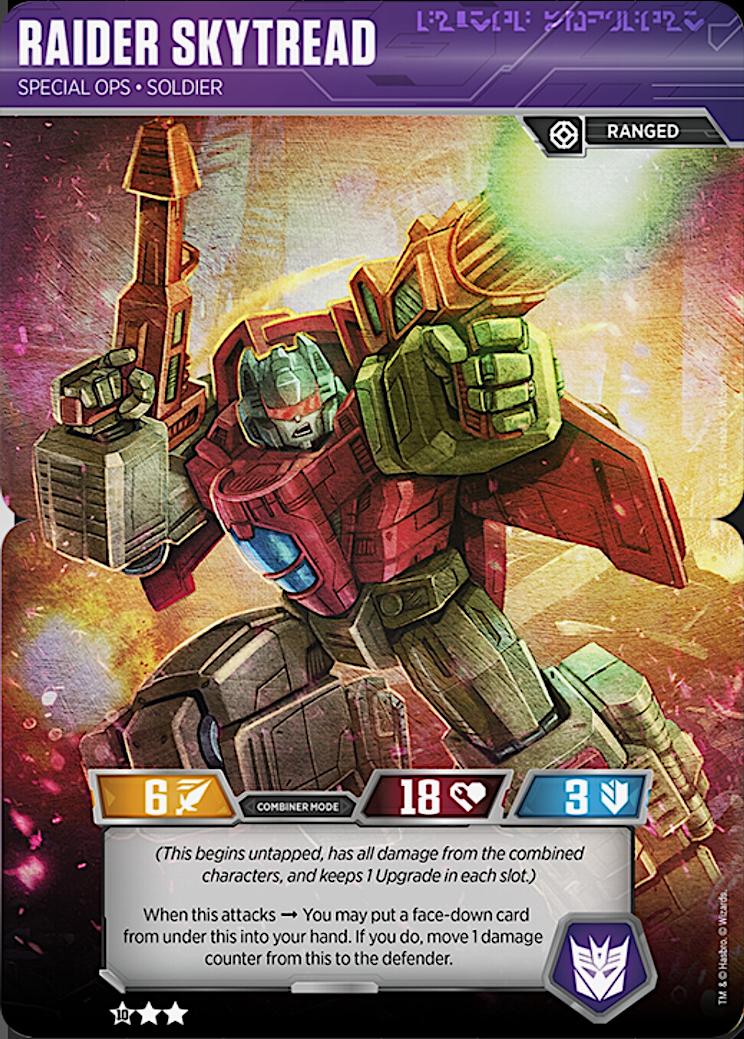 RAIDER SKYTREAD
SPECIAL OPS • SOLDIER
RANGED
6
COMBINER MODE
18
3
(This begins untapped, has all damage from the combined
characters, and keeps 1 Upgrade in each slot.)
When this attacks → You may put a face-down card
from under this into your hand. If you do, move 1 damage
counter from this to the defender.
10
TM & © Hasbro. © Wizards.